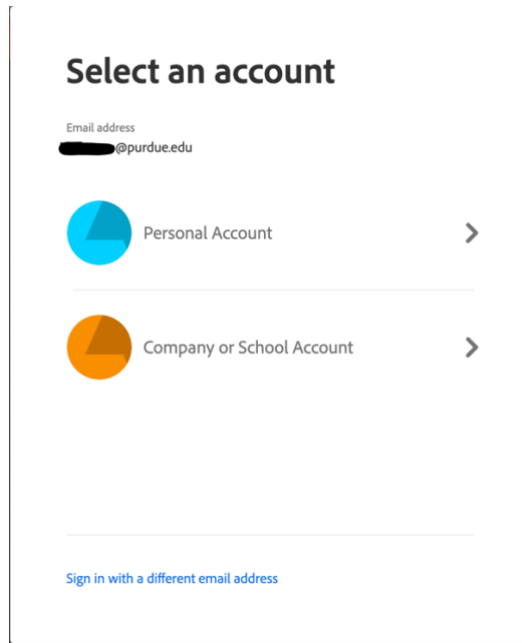 Select an account
Email address
@purdue.edu
Personal Account
Company or School Account
Sign in with a different email address